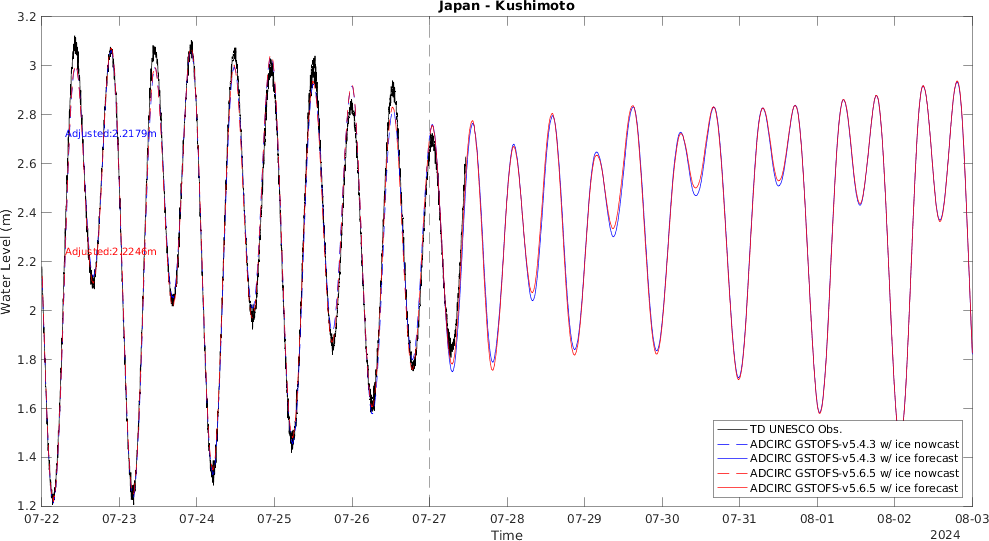 Japan - Kushimoto
3.2
3
2.8
2.6
2.4
2.2
2
1.8
1.6
1.4
1.2
Water Level (m)
Adjusted:2.2179m
Adjusted:2.2246m
TD UNESCO Obs.
ADCIRC GSTOFS-v5.4.3 w/ ice nowcast
ADCIRC GSTOFS-v5.4.3 w/ ice forecast
ADCIRC GSTOFS-v5.6.5 w/ ice nowcast
ADCIRC GSTOFS-v5.6.5 w/ ice forecast
07-22 07-23 07-24 07-25 07-26 07-27 07-28 07-29 07-30 07-31 08-01 08-02 08-03
Time
2024